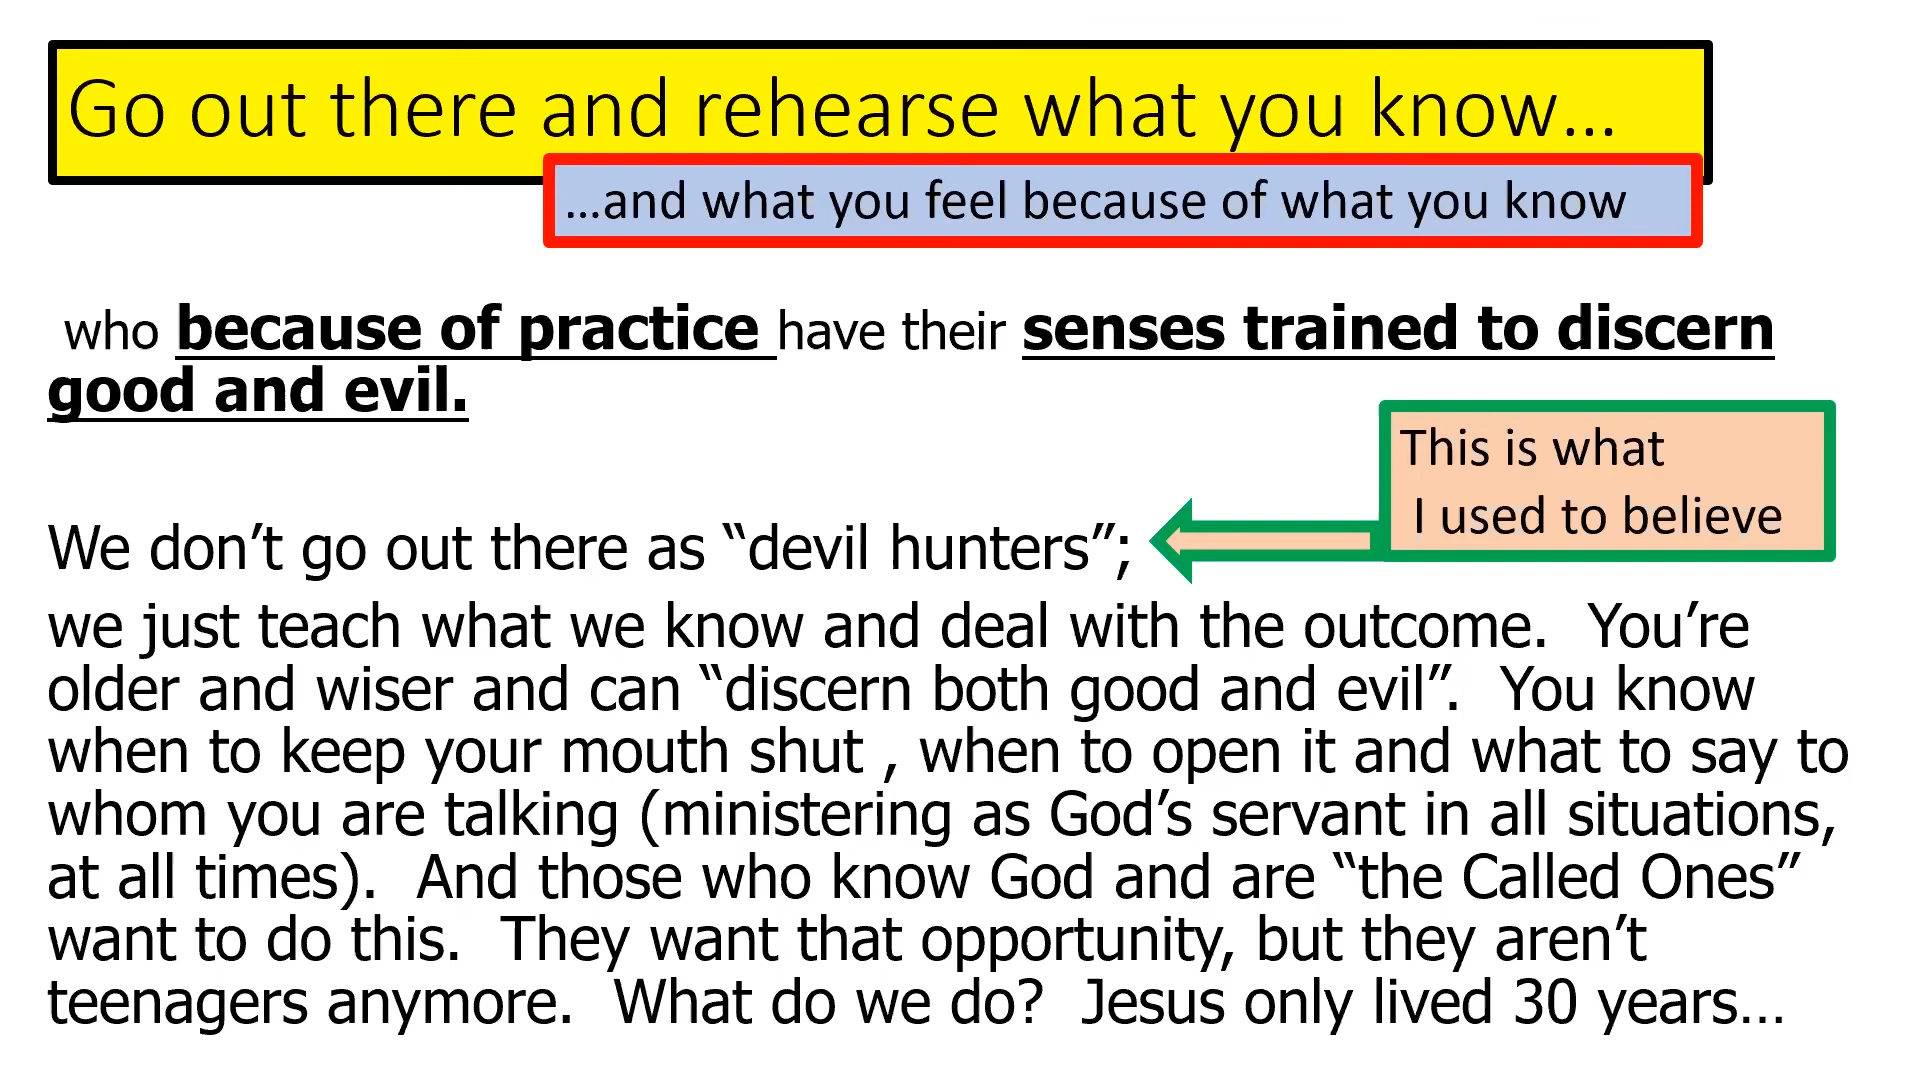 Go out there and rehearse what you know…
…and what you feel because of what you know
who because of practice have their senses trained to discern
good and evil.
This is what
I used to believe
We don’t go out there as “devil hunters”;
we just teach what we know and deal with the outcome.  You’re
older and wiser and can “discern both good and evil”.  You know
when to keep your mouth shut , when to open it and what to say to
whom you are talking (ministering as God’s servant in all situations,
at all times).  And those who know God and are “the Called Ones”
want to do this.  They want that opportunity, but they aren’t
teenagers anymore.  What do we do?  Jesus only lived 30 years…